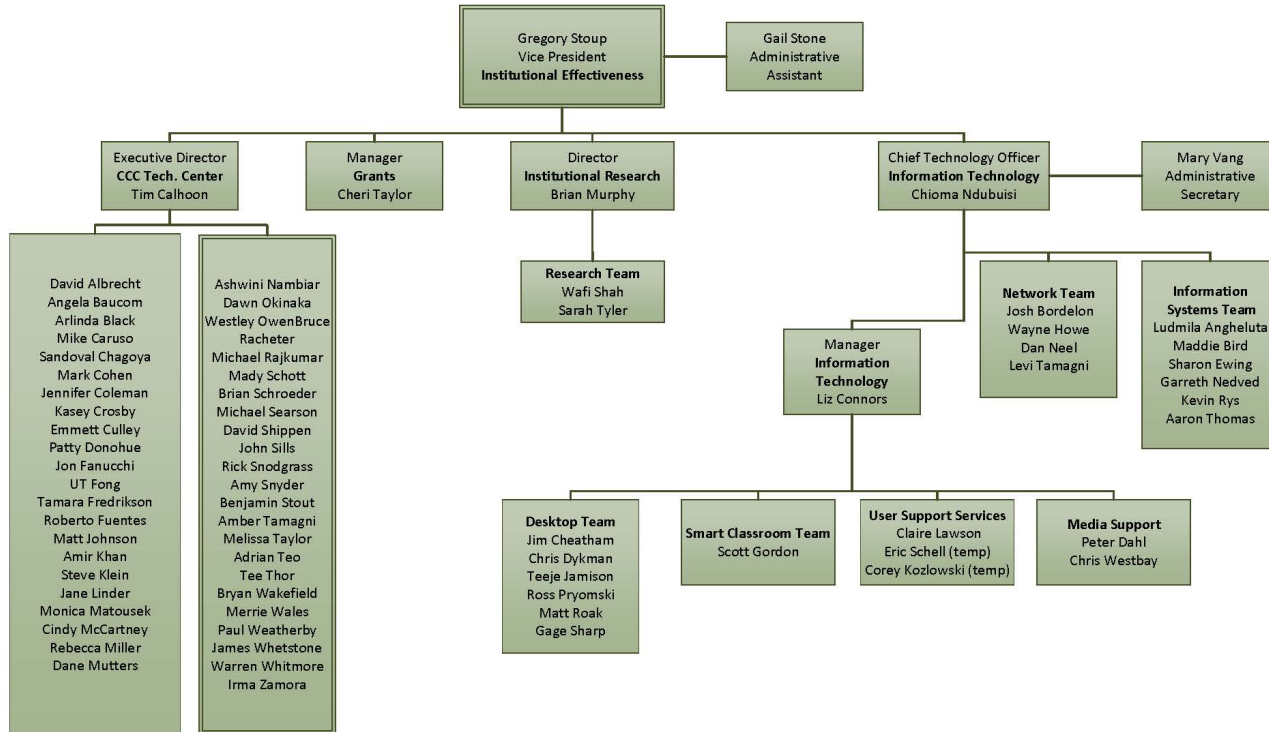 Gregory Stoup
Vice President
Institutional Effectiveness
Gail Stone
Administrative
Assistant
Executive Director
CCC Tech. Center
Tim Calhoon
Manager
Grants
Cheri Taylor
Director
Institutional Research
Brian Murphy
Chief Technology Officer
Information Technology
Chioma Ndubuisi
Mary Vang
Administrative
Secretary
David Albrecht
Angela Baucom
Arlinda Black
Mike Caruso
Sandoval Chagoya
Mark Cohen
Jennifer Coleman
Kasey Crosby
Emmett Culley
Patty Donohue
Jon Fanucchi
UT Fong
Tamara Fredrikson
Roberto Fuentes
Matt Johnson
Amir Khan
Steve Klein
Jane Linder
Monica Matousek
Cindy McCartney
Rebecca Miller
Dane Mutters
Ashwini Nambiar
Dawn Okinaka
Westley OwenBruce
Racheter
Michael Rajkumar
Mady Schott
Brian Schroeder
Michael Searson
David Shippen
John Sills
Rick Snodgrass
Amy Snyder
Benjamin Stout
Amber Tamagni
Melissa Taylor
Adrian Teo
Tee Thor
Bryan Wakefield
Merrie Wales
Paul Weatherby
James Whetstone
Warren Whitmore
Irma Zamora
Research Team
Wafi Shah
Sarah Tyler
Network Team
Josh Bordelon
Wayne Howe
Dan Neel
Levi Tamagni
Information
Systems Team
Ludmila Angheluta
Maddie Bird
Sharon Ewing
Garreth Nedved
Kevin Rys
Aaron Thomas
Manager
Information
Technology
Liz Connors
Desktop Team
Jim Cheatham
Chris Dykman
Teeje Jamison
Ross Pryomski
Matt Roak
Gage Sharp
Smart Classroom Team
Scott Gordon
User Support Services
Claire Lawson
Eric Schell (temp)
Corey Kozlowski (temp)
Media Support
Peter Dahl
Chris Westbay